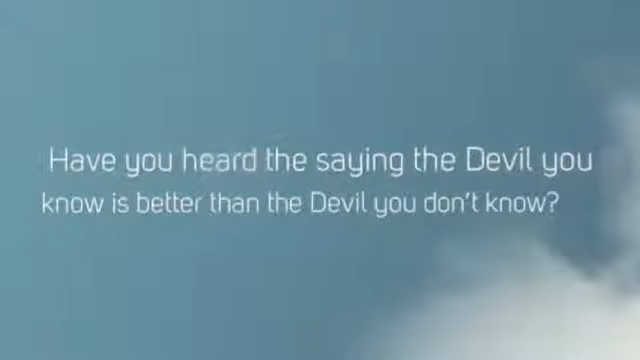 Have you heard the saying the Devil you
know is better than the Devil you don't know?